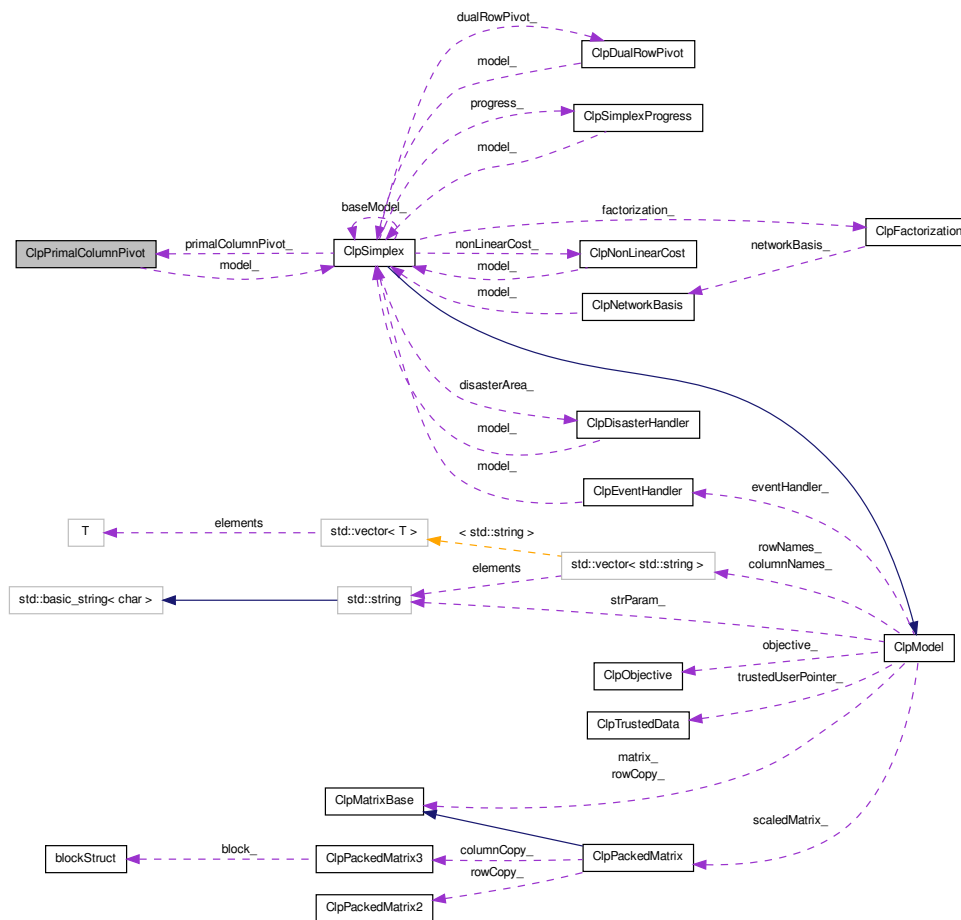 dualRowPivot_
ClpDualRowPivot
model_
progress_
ClpSimplexProgress
model_
baseModel_
factorization_
ClpFactorization
ClpPrimalColumnPivot
primalColumnPivot_
model_
ClpSimplex
nonLinearCost_
ClpNonLinearCost
model_
networkBasis_
model_
ClpNetworkBasis
disasterArea_
ClpDisasterHandler
model_
model_
ClpEventHandler
eventHandler_
T
elements
std::vector< T >
< std::string >
std::vector< std::string >
rowNames_
columnNames_
elements
std::basic_string< char >
std::string
strParam_
ClpModel
objective_
ClpObjective
trustedUserPointer_
ClpTrustedData
matrix_
rowCopy_
ClpMatrixBase
scaledMatrix_
blockStruct
block_
ClpPackedMatrix3
columnCopy_
ClpPackedMatrix
rowCopy_
ClpPackedMatrix2